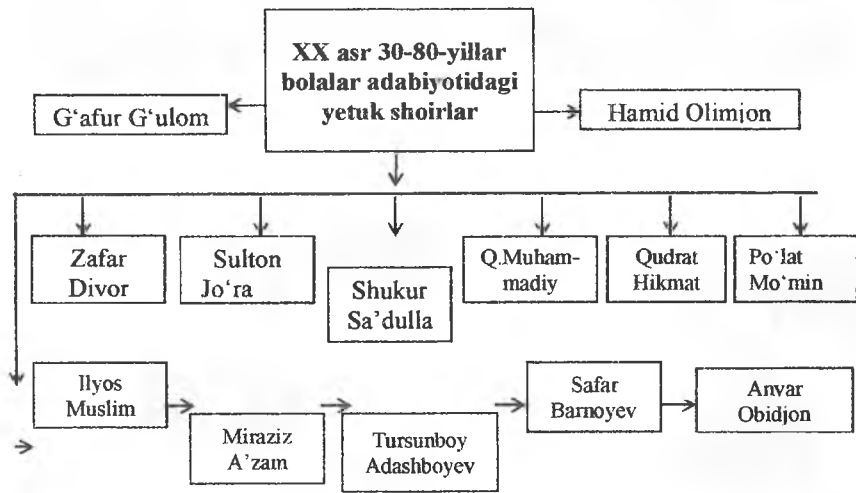 XX asr 30-80-yillar
bolalar adabiyotidagi
yetuk shoirlar
G‘afur G‘ulom
Hamid Olimjon
Zafar
Divor
Sulton
Jo‘ra
Shukur
Sa’dulla
Q.Muham-
madiy
Qudrat
Hikmat
Po‘lat
Mo‘min
Ilyos
Muslim
Miraziz
A’zam
Tursunboy
Adashboyev
Safar
Barnoyev
Anvar
Obidjon